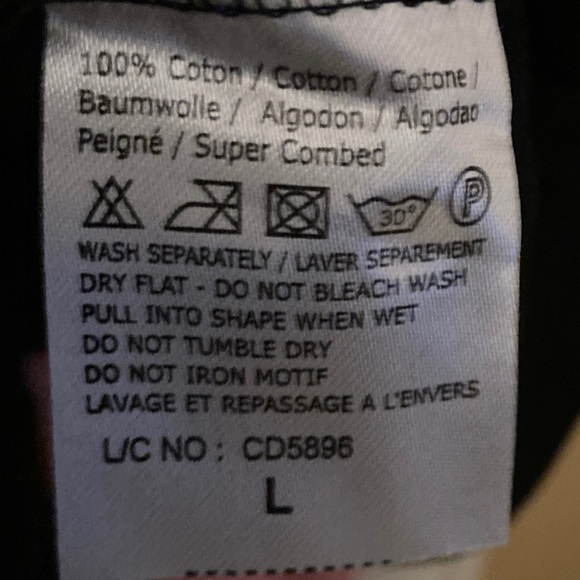 100% Coton / Cotton / Cotone /
Baumwolle / Algodon / Algodao
Peigné / Super Combed
30° P
WASH SEPARATELY / LAVER SEPAREMENT
DRY FLAT - DO NOT BLEACH WASH
PULL INTO SHAPE WHEN WET
DO NOT TUMBLE DRY
DO NOT IRON MOTIF
LAVAGE ET REPASSAGE A L'ENVERS
L/C NO : CD5896
L